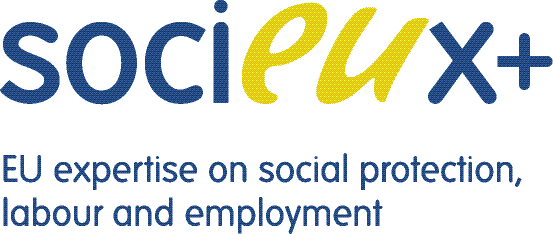 socieux+
EU expertise on social protection,
labour and employment